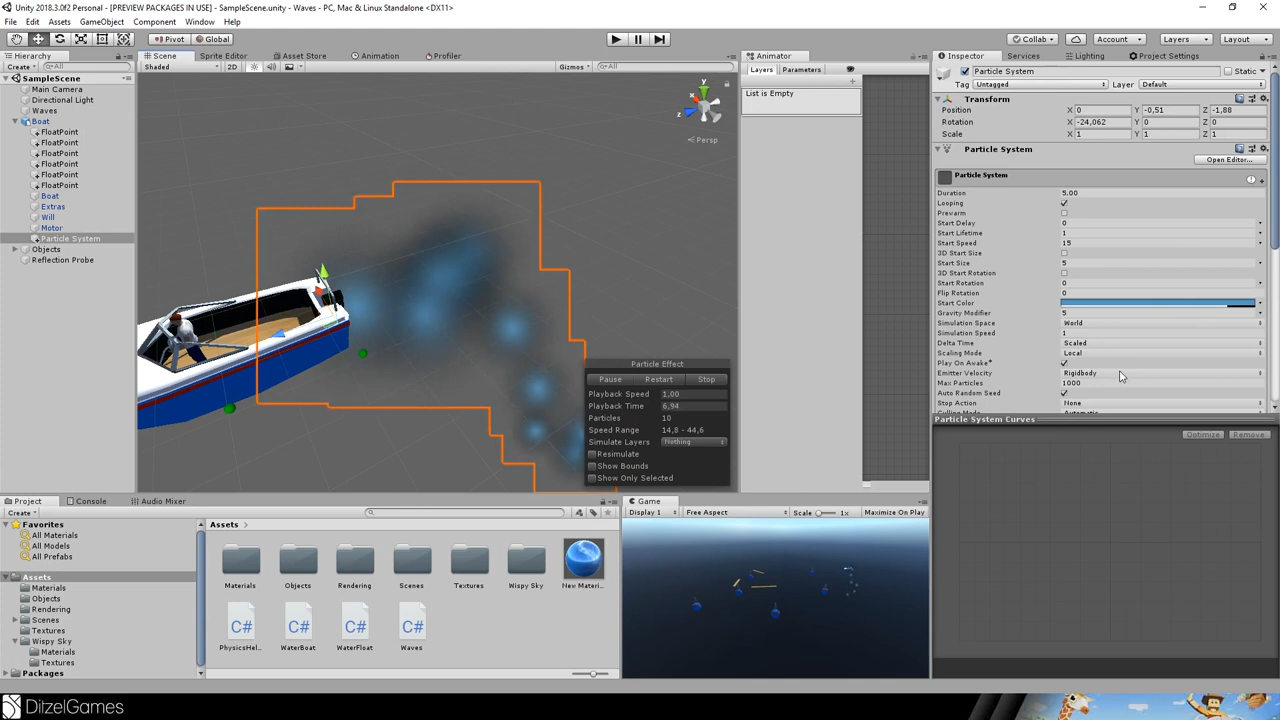 Unity 2018.3.0f2 Personal - [PREVIEW PACKAGES IN USE] - SampleScene.unity - Waves - PC, Mac & Linux Standalone <DX11>
File Edit Assets GameObject Component Window Help
Pivot Global Collab Account Layers Layout
Hierarchy
Create All
SampleScene
Main Camera
Directional Light
Waves
Boat
FloatPoint
FloatPoint
FloatPoint
FloatPoint
FloatPoint
FloatPoint
Boat
Extras
Will
Motor
Particle System
Objects
Reflection Probe
Scene Sprite Editor Asset Store Animation Profiler
Shaded 2D Gizmos All
y
x
z
Persp
Particle Effect
Pause Restart Stop
Playback Speed 1,00
Playback Time 6,94
Particles 10
Speed Range 14,8 - 44,6
Simulate Layers Nothing
Resimulate
Show Bounds
Show Only Selected
Animator
Layers Parameters
List is Empty
Inspector Services Lighting Project Settings
Particle System Static
Tag Untagged Layer Default
Transform
Position X 0 Y -0,51 Z -1,88
Rotation X -24,062 Y 0 Z 0
Scale X 1 Y 1 Z 1
Particle System
Open Editor...
Particle System
Duration 5.00
Looping
Prewarm
Start Delay 0
Start Lifetime 1
Start Speed 15
3D Start Size
Start Size 5
3D Start Rotation
Start Rotation 0
Flip Rotation 0
Start Color
Gravity Modifier 5
Simulation Space World
Simulation Speed 1
Delta Time Scaled
Scaling Mode Local
Play On Awake*
Emitter Velocity Rigidbody
Max Particles 1000
Auto Random Seed
Stop Action None
Culling Mode Automatic
Particle System Curves
Optimize Remove
Project Console Audio Mixer
Create
Favorites
All Materials
All Models
All Prefabs
Assets
Materials
Objects
Rendering
Scenes
Textures
Wispy Sky
Materials
Textures
Packages
Assets
Materials Objects Rendering Scenes Textures Wispy Sky New Materi...
C# C# C# C#
PhysicsHel... WaterBoat WaterFloat Waves
Game
Display 1 Free Aspect Scale 1x Maximize On Play
DITZELGAMES